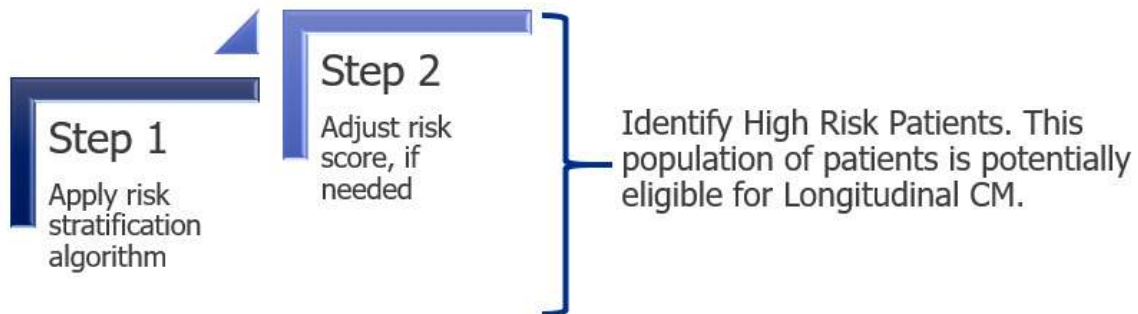 Step 1
Apply risk
stratification
algorithm
Step 2
Adjust risk
score, if
needed
Identify High Risk Patients. This
population of patients is potentially
eligible for Longitudinal CM.